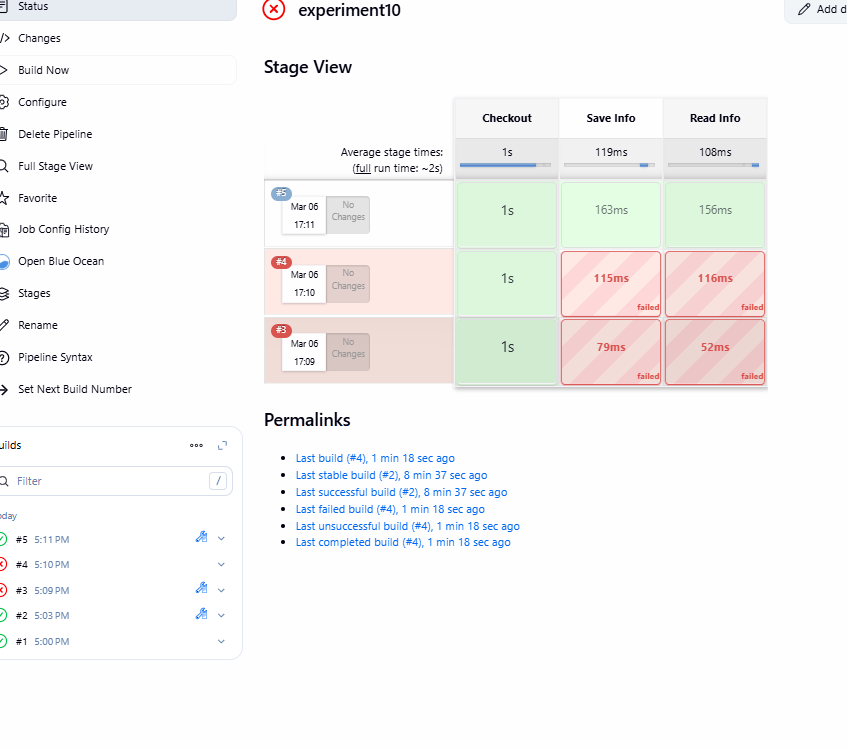 Status
Changes
Build Now
Configure
Delete Pipeline
Full Stage View
Favorite
Job Config History
Open Blue Ocean
Stages
Rename
Pipeline Syntax
Set Next Build Number
uilds
Filter /
oday
#5 5:11 PM
#4 5:10 PM
#3 5:09 PM
#2 5:03 PM
#1 5:00 PM
experiment10
Add d
Stage View
Checkout Save Info Read Info
Average stage times: 1s 119ms 108ms
(full run time: ~2s)
#5
Mar 06 No
17:11 Changes
1s 163ms 156ms
#4
Mar 06 No
17:10 Changes
1s 115ms 116ms
failed failed
#3
Mar 06 No
17:09 Changes
1s 79ms 52ms
failed failed
Permalinks
Last build (#4), 1 min 18 sec ago
Last stable build (#2), 8 min 37 sec ago
Last successful build (#2), 8 min 37 sec ago
Last failed build (#4), 1 min 18 sec ago
Last unsuccessful build (#4), 1 min 18 sec ago
Last completed build (#4), 1 min 18 sec ago